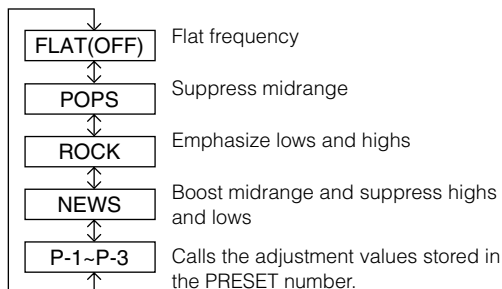 FLAT(OFF) Flat frequency
POPS Suppress midrange
ROCK Emphasize lows and highs
NEWS Boost midrange and suppress highs
and lows
P-1~P-3 Calls the adjustment values stored in
the PRESET number.